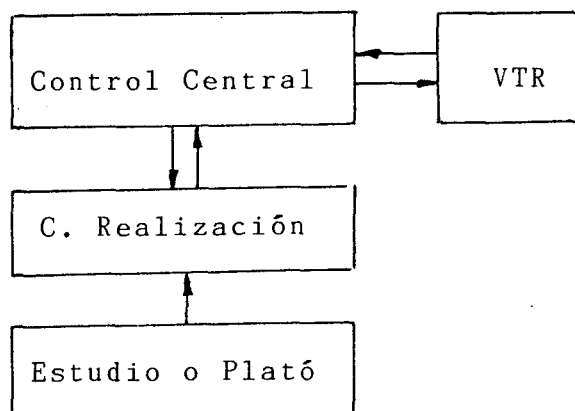 Control Central
VTR
C. Realización
Estudio o Plató